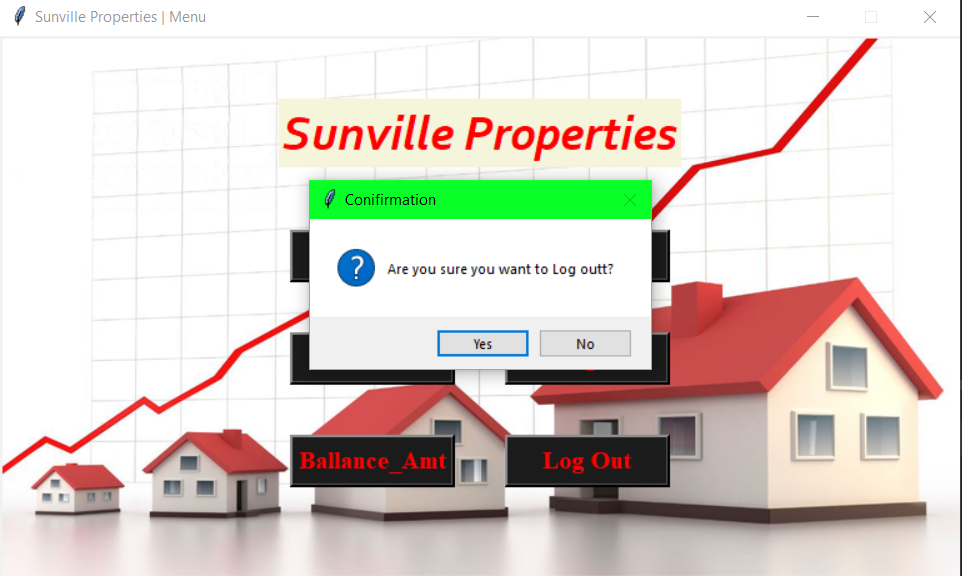 Sunville Properties | Menu
Sunville Properties
Conifirmation
Are you sure you want to Log outt?
Yes
No
Ballance_Amt
Log Out